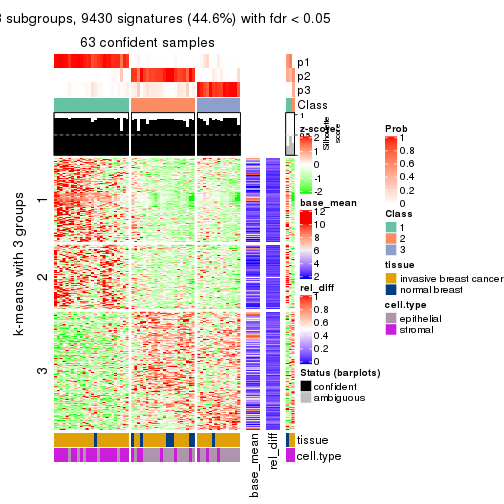 3 subgroups, 9430 signatures (44.6%) with fdr < 0.05
63 confident samples
p1
p2
p3
Class
1
Silhouette
score
k-means with 3 groups
1
2
3
tissue
cell.type
base_mean
rel_diff
z-score
2
1
0
-1
-2
base_mean
12
10
8
6
4
2
rel_diff
1
0.8
0.6
0.4
0.2
0
Status (barplots)
confident
ambiguous
Prob
1
0.8
0.6
0.4
0.2
0
Class
1
2
3
tissue
invasive breast cancer
normal breast
cell.type
epithelial
stromal